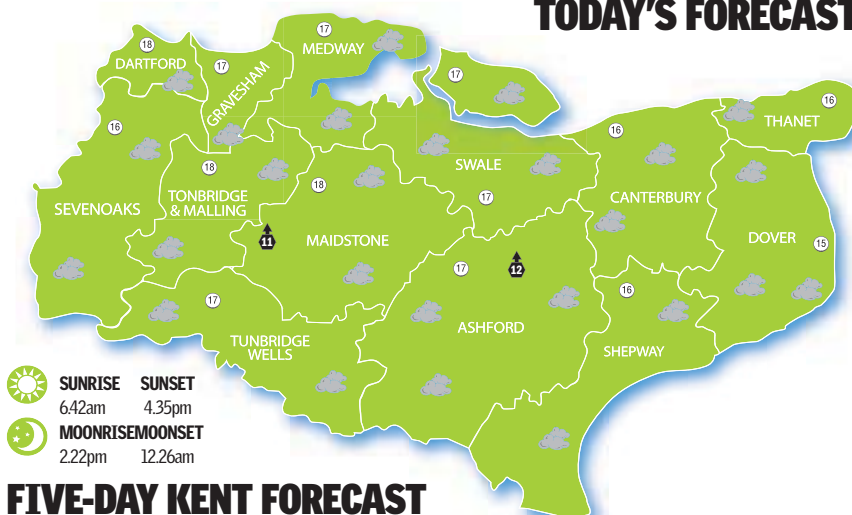 TODAY'S FORECAST
17
MEDWAY
18
DARTFORD
17
GRAVESHAM
17
16
16
16
THANET
18
SWALE
TONBRIDGE
& MALLING
18
17
CANTERBURY
SEVENOAKS
11
MAIDSTONE
12
17
DOVER
15
17
16
ASHFORD
TUNBRIDGE
WELLS
SHEPWAY
SUNRISE SUNSET
6.42am 4.35pm
MOONRISEMOONSET
2.22pm 12.26am
FIVE-DAY KENT FORECAST